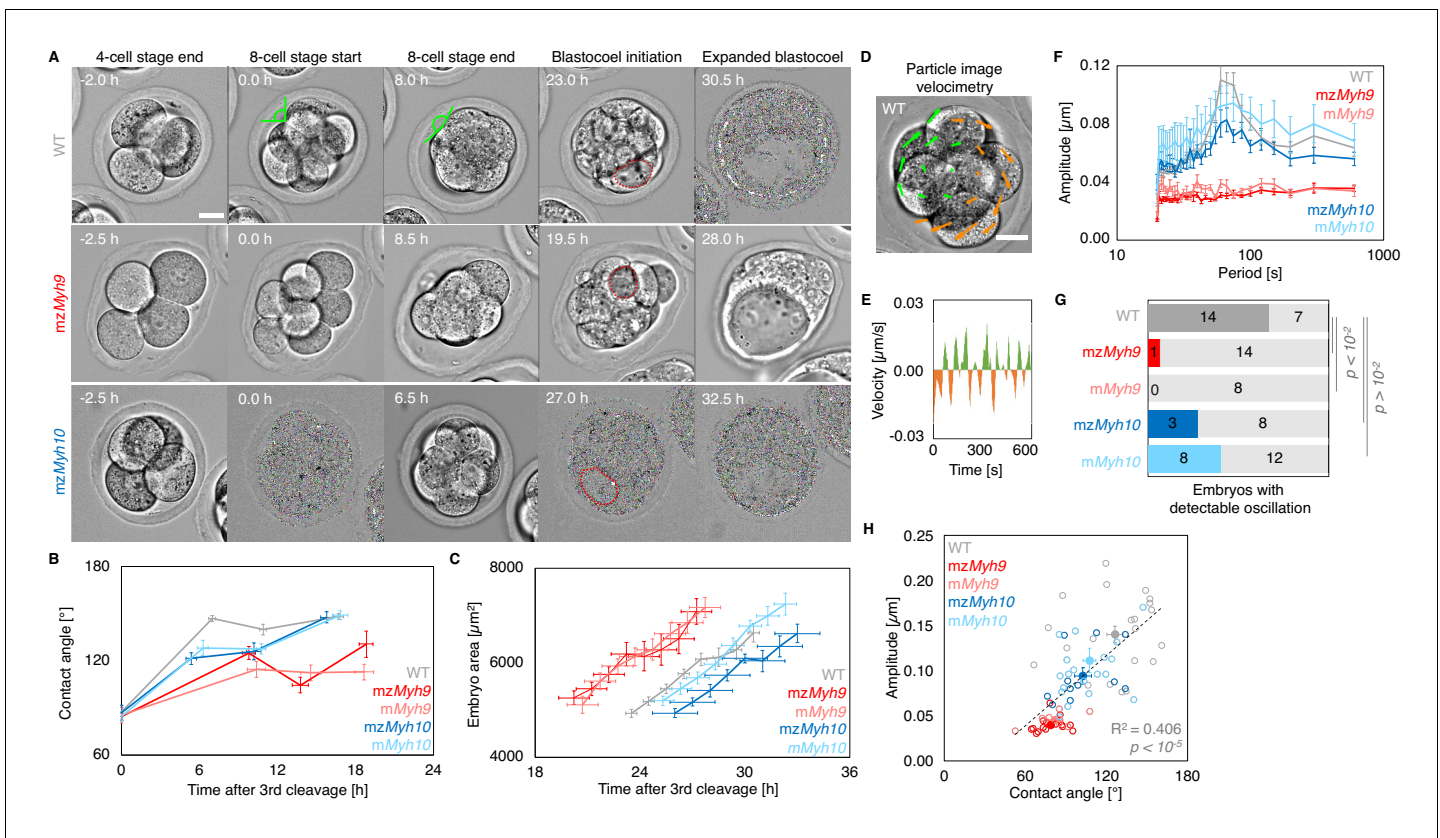 A
4-cell stage end
8-cell stage start
8-cell stage end
Blastocoel initiation
Expanded blastocoel
WT
-2.0 h
0.0 h
8.0 h
23.0 h
30.5 h
mzMyh9
-2.5 h
0.0 h
8.5 h
19.5 h
28.0 h
mzMyh10
-2.5 h
0.0 h
6.5 h
27.0 h
32.5 h
B
Contact angle [°]
180
120
60
0
6
12
18
24
Time after 3rd cleavage [h]
WT
mzMyh9
mMyh9
mzMyh10
mMyh10
C
Embryo area [µm²]
8000
6000
4000
18
24
30
36
Time after 3rd cleavage [h]
WT
mzMyh9
mMyh9
mzMyh10
mMyh10
D
Particle image
velocimetry
WT
E
Velocity [µm/s]
0.03
0.00
-0.03
0
300
600
Time [s]
F
Amplitude [µm]
0.12
0.08
0.04
0.00
10
100
1000
Period [s]
WT
mzMyh9
mMyh9
mzMyh10
mMyh10
G
WT
14
7
mzMyh9
1
14
mMyh9
0
8
mzMyh10
3
8
mMyh10
8
12
p < 10⁻²
p > 10⁻²
Embryos with
detectable oscillation
H
Amplitude [µm]
0.25
0.20
0.15
0.10
0.05
0.00
0
60
120
180
Contact angle [°]
WT
mzMyh9
mMyh9
mzMyh10
mMyh10
R² = 0.406
p < 10⁻⁵